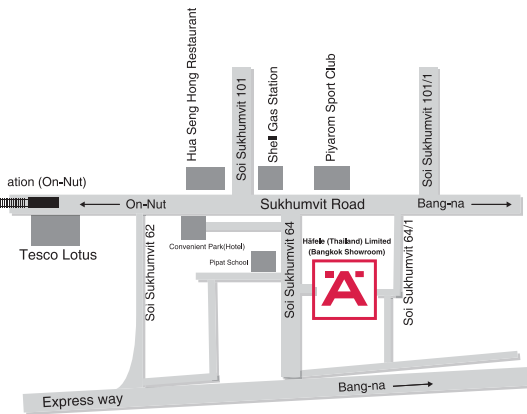 Hua Seng Hong Restaurant
Soi Sukhumvit 101
Shell Gas Station
Piyarom Sport Club
Soi Sukhumvit 101/1
ation (On-Nut)
On-Nut
Sukhumvit Road
Bang-na
Tesco Lotus
Soi Sukhumvit 62
Convenient Park(Hotel)
Pipat School
Soi Sukhumvit 64
Häfele (Thailand) Limited
(Bangkok Showroom)
Ä
Soi Sukhumvit 64/1
Express way
Bang-na